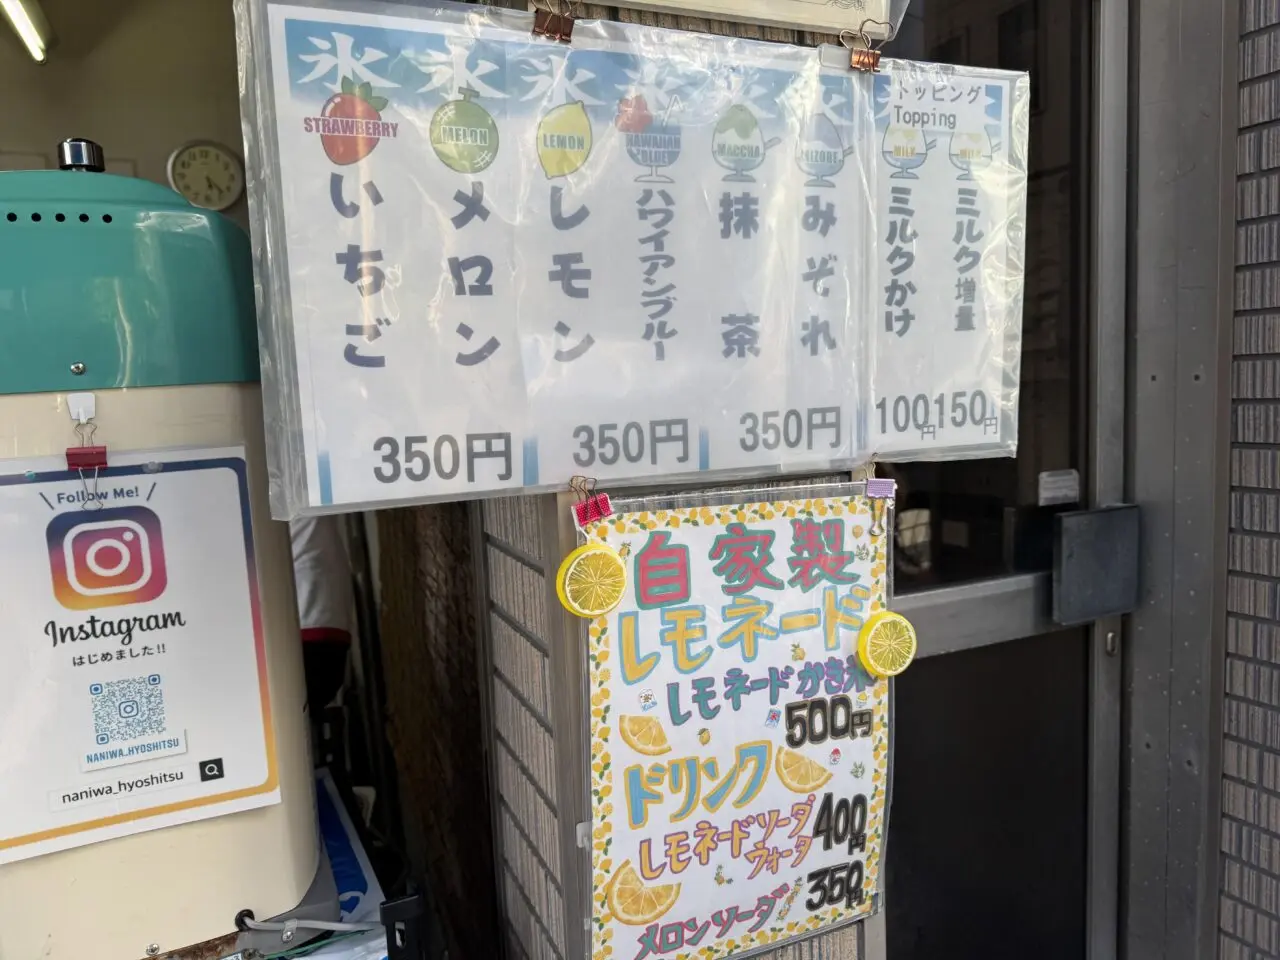 氷 氷 氷 氷
STRAWBERRY
いちご
MELON
メロン
350円
LEMON
レモン
HAWAIIAN BLUE
ハワイアンブルー
350円
MACCHA
抹茶
MIZORE
みぞれ
350円
トッピング
Topping
MILK
ミルクかけ
100円
MILK
ミルク増量
150円
Follow Me!
Instagram
はじめました!!
NANIWA_HYOSHITSU
naniwa_hyoshitsu
自家製
レモネード
レモネードかき氷
500円
ドリンク
レモネードソーダ
ウォータ
400円
メロンソーダ
350円